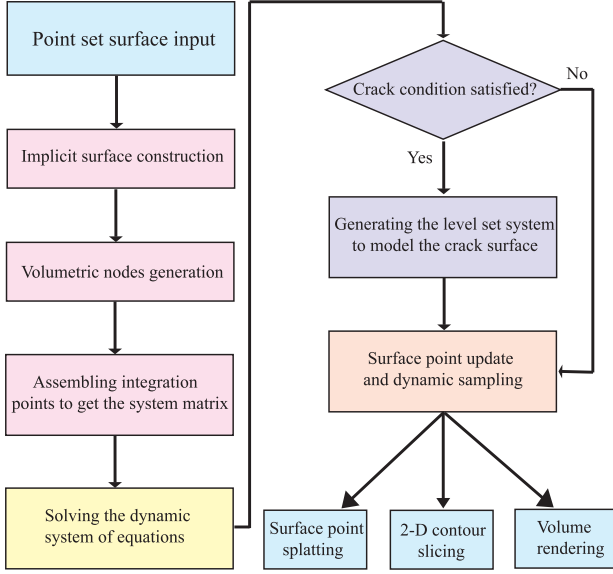 Point set surface input
Implicit surface construction
Volumetric nodes generation
Assembling integration
points to get the system matrix
Solving the dynamic
system of equations
Crack condition satisfied?
No
Yes
Generating the level set system
to model the crack surface
Surface point update
and dynamic sampling
Surface point
splatting
2-D contour
slicing
Volume
rendering